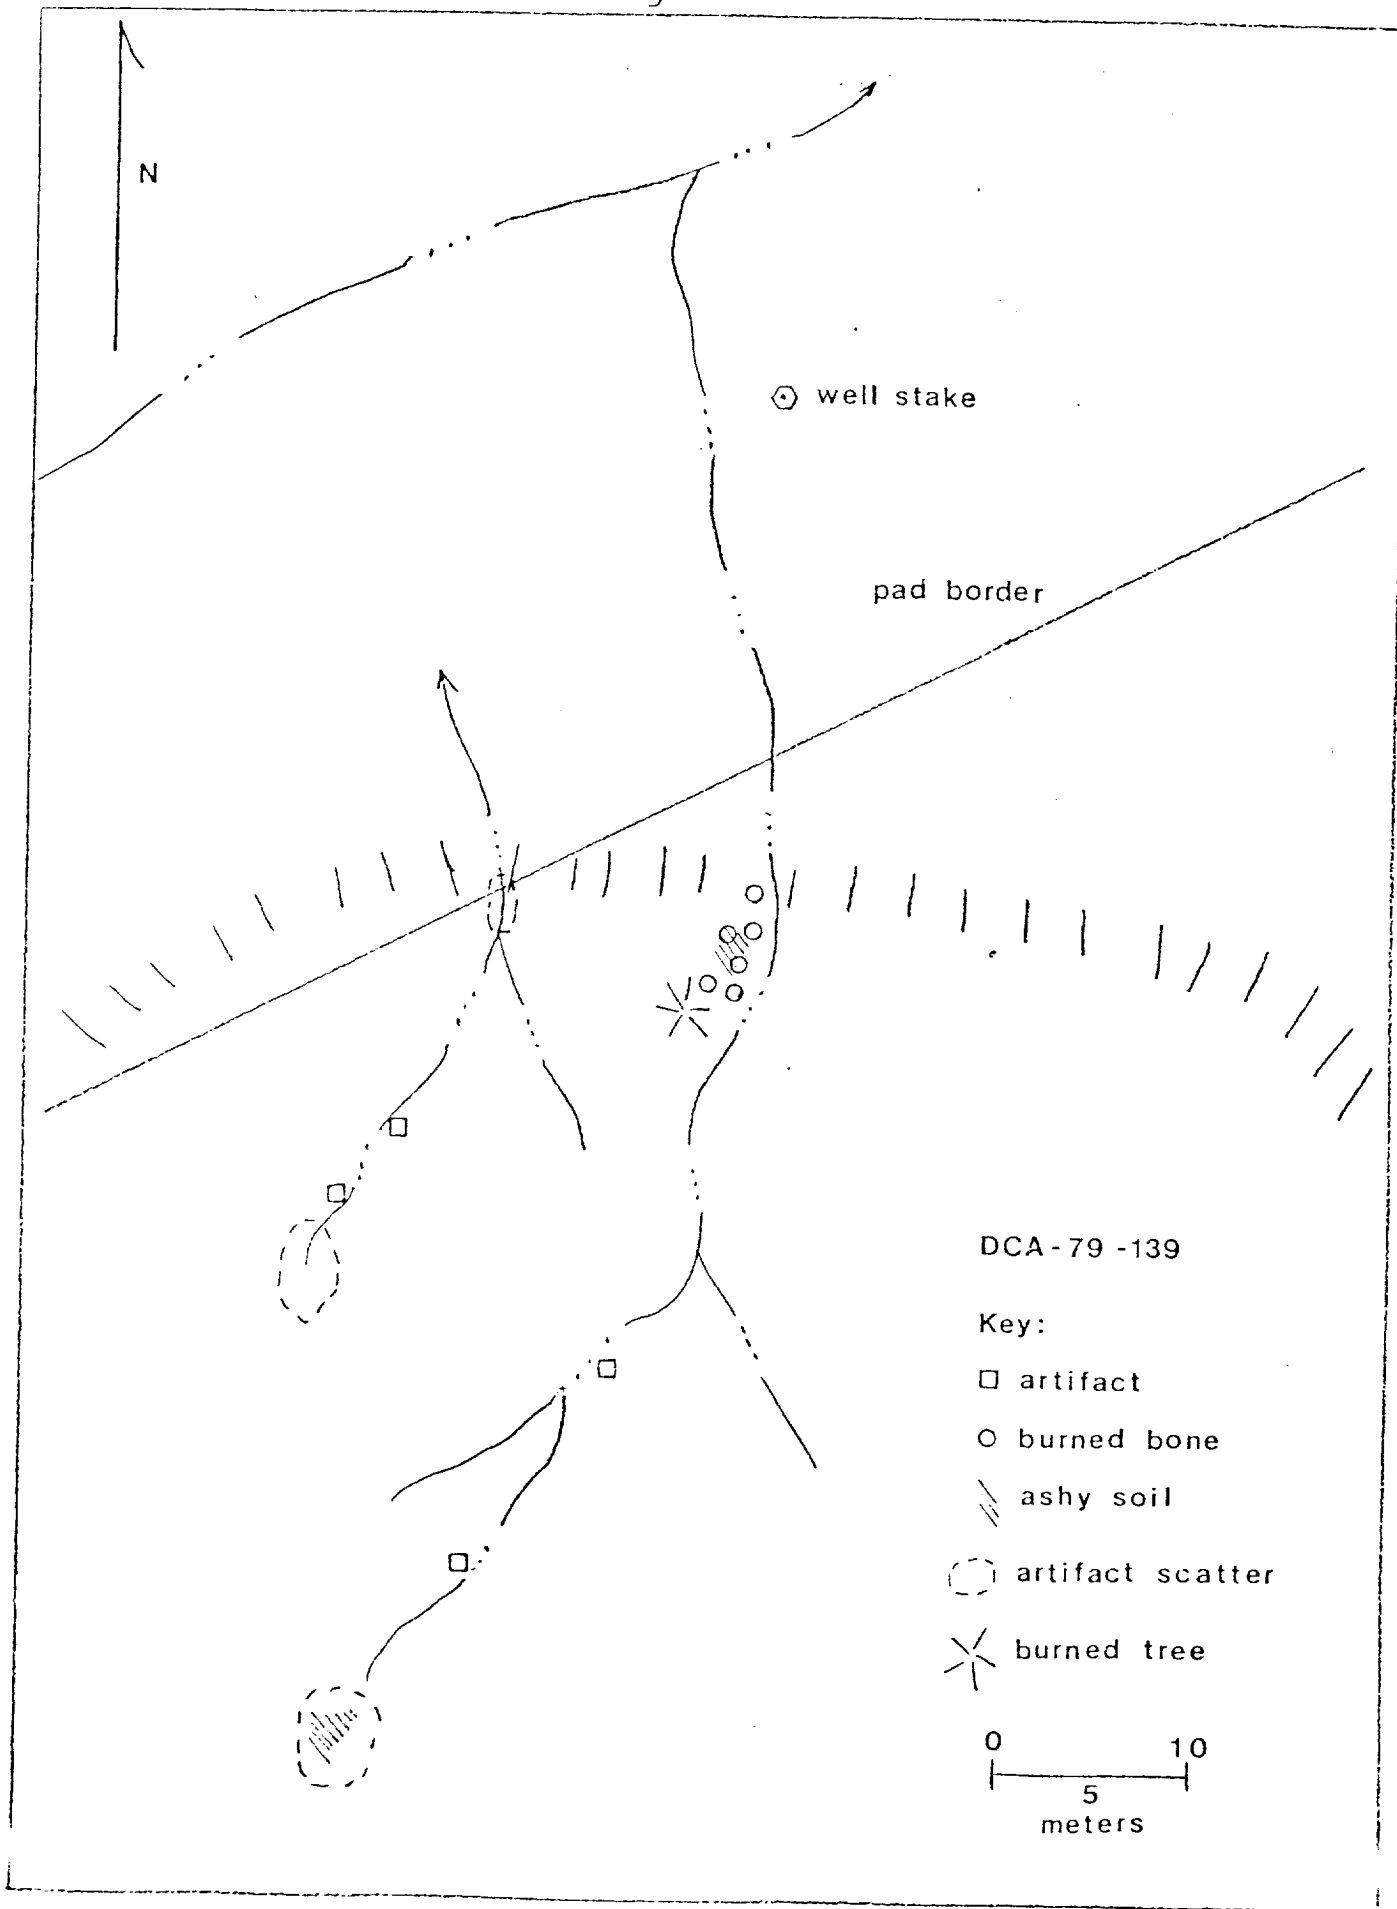 N
well stake
pad border
DCA-79-139
Key:
artifact
burned bone
ashy soil
artifact scatter
burned tree
0 10
5
meters